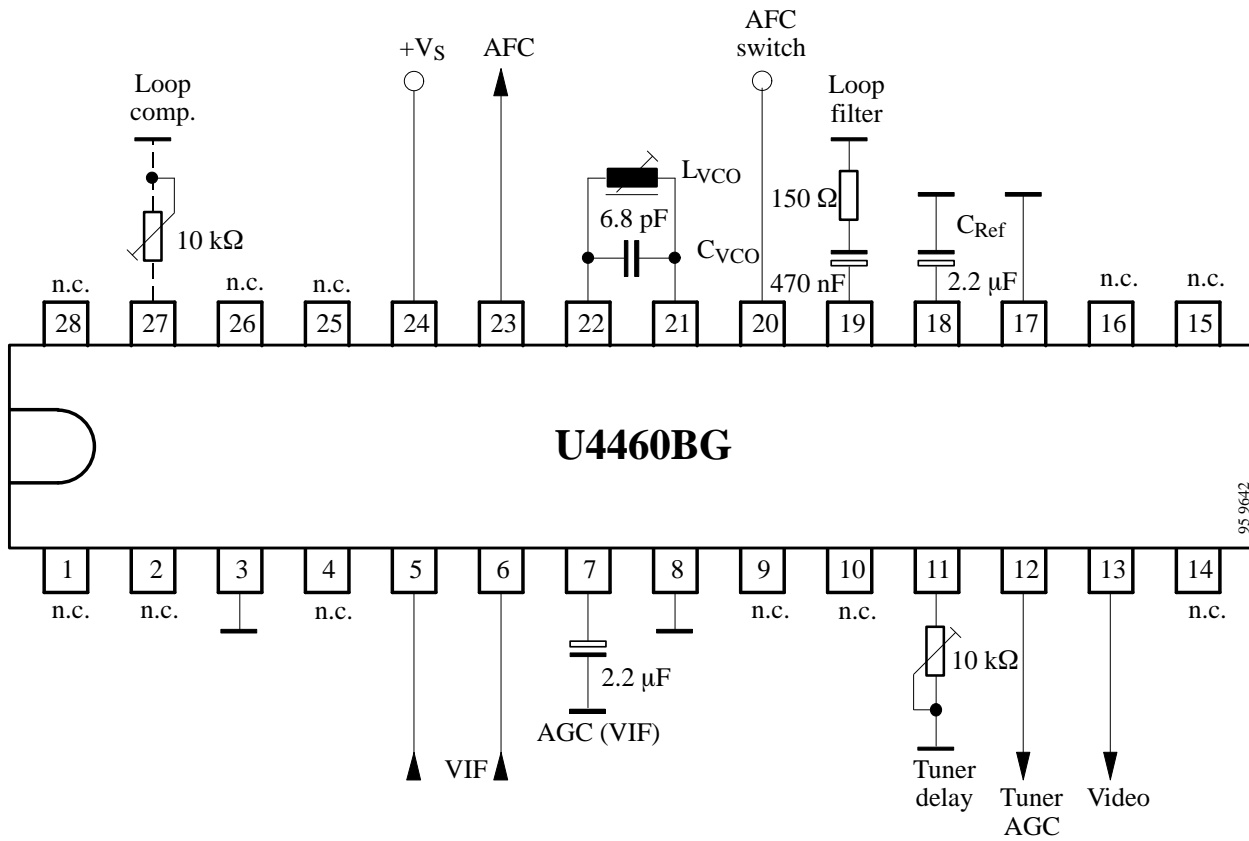 +VS
AFC
AFC
switch
Loop
comp.
Loop
filter
LVCO
150 Ω
6.8 pF
CRef
10 kΩ
CVCO
470 nF
2.2 µF
n.c.
n.c.
n.c.
n.c.
n.c.
28 27 26 25 24 23 22 21 20 19 18 17 16 15
U4460BG
95 9642
1 2 3 4 5 6 7 8 9 10 11 12 13 14
n.c.
n.c.
n.c.
n.c.
n.c.
n.c.
10 kΩ
2.2 µF
AGC (VIF)
VIF
Tuner
delay
Tuner
AGC
Video